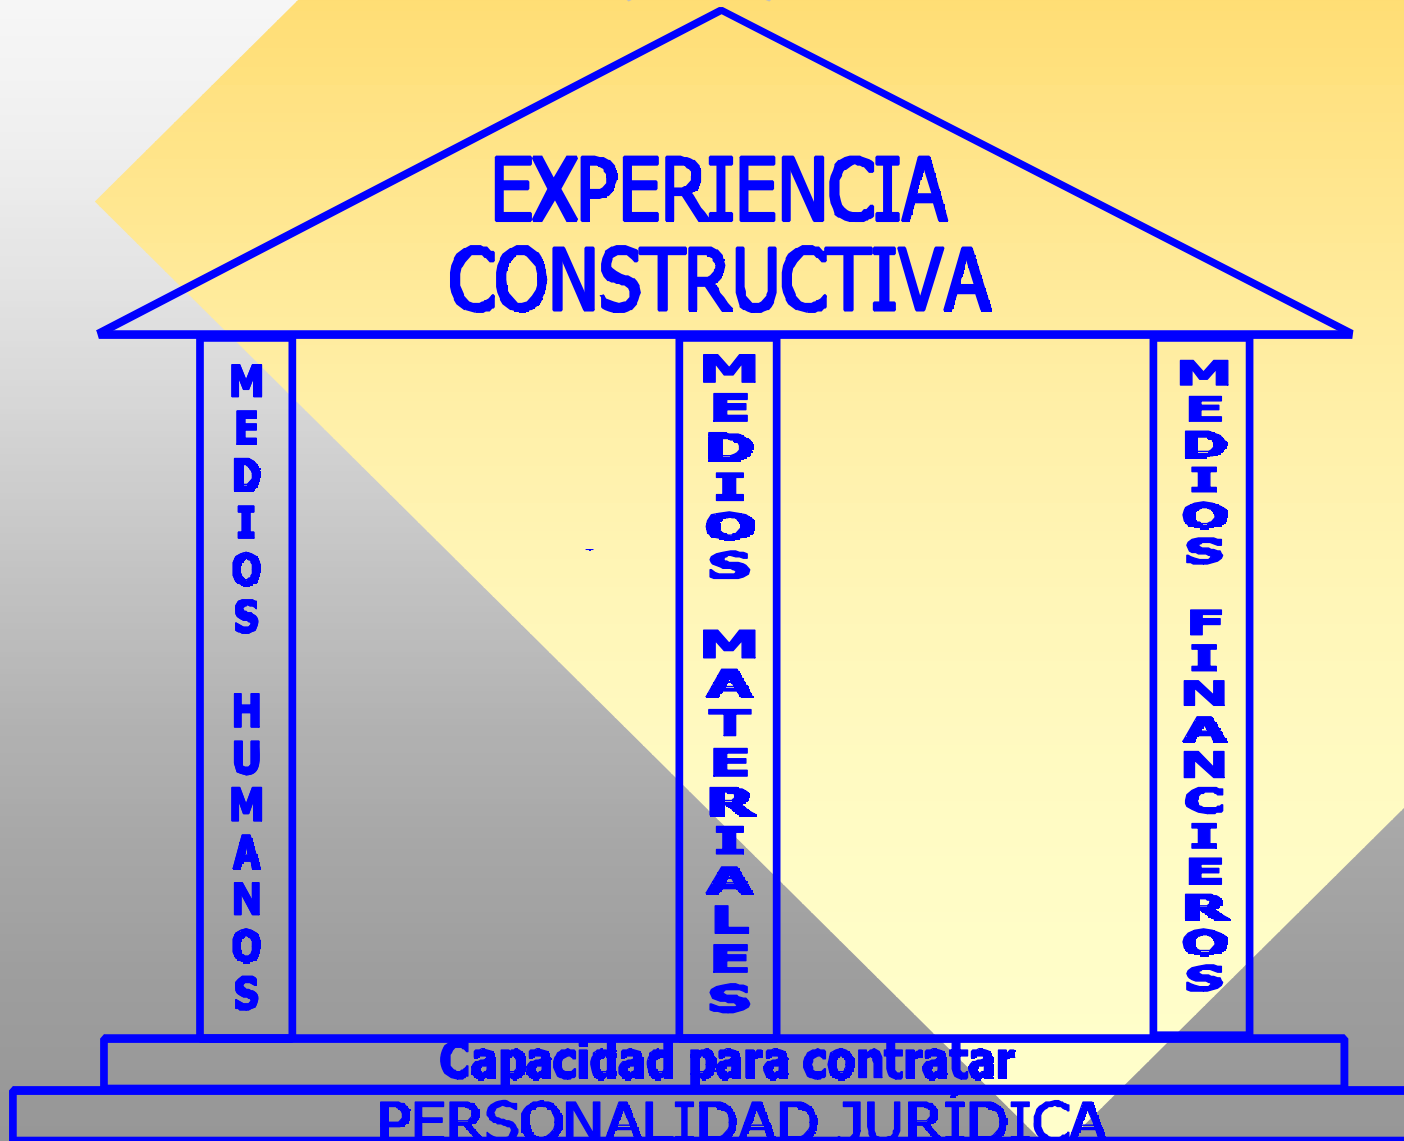 EXPERIENCIA
CONSTRUCTIVA
MEDIOS HUMANOS
MEDIOS MATERIALES
MEDIOS FINANCIEROS
Capacidad para contratar
PERSONALIDAD JURÍDICA